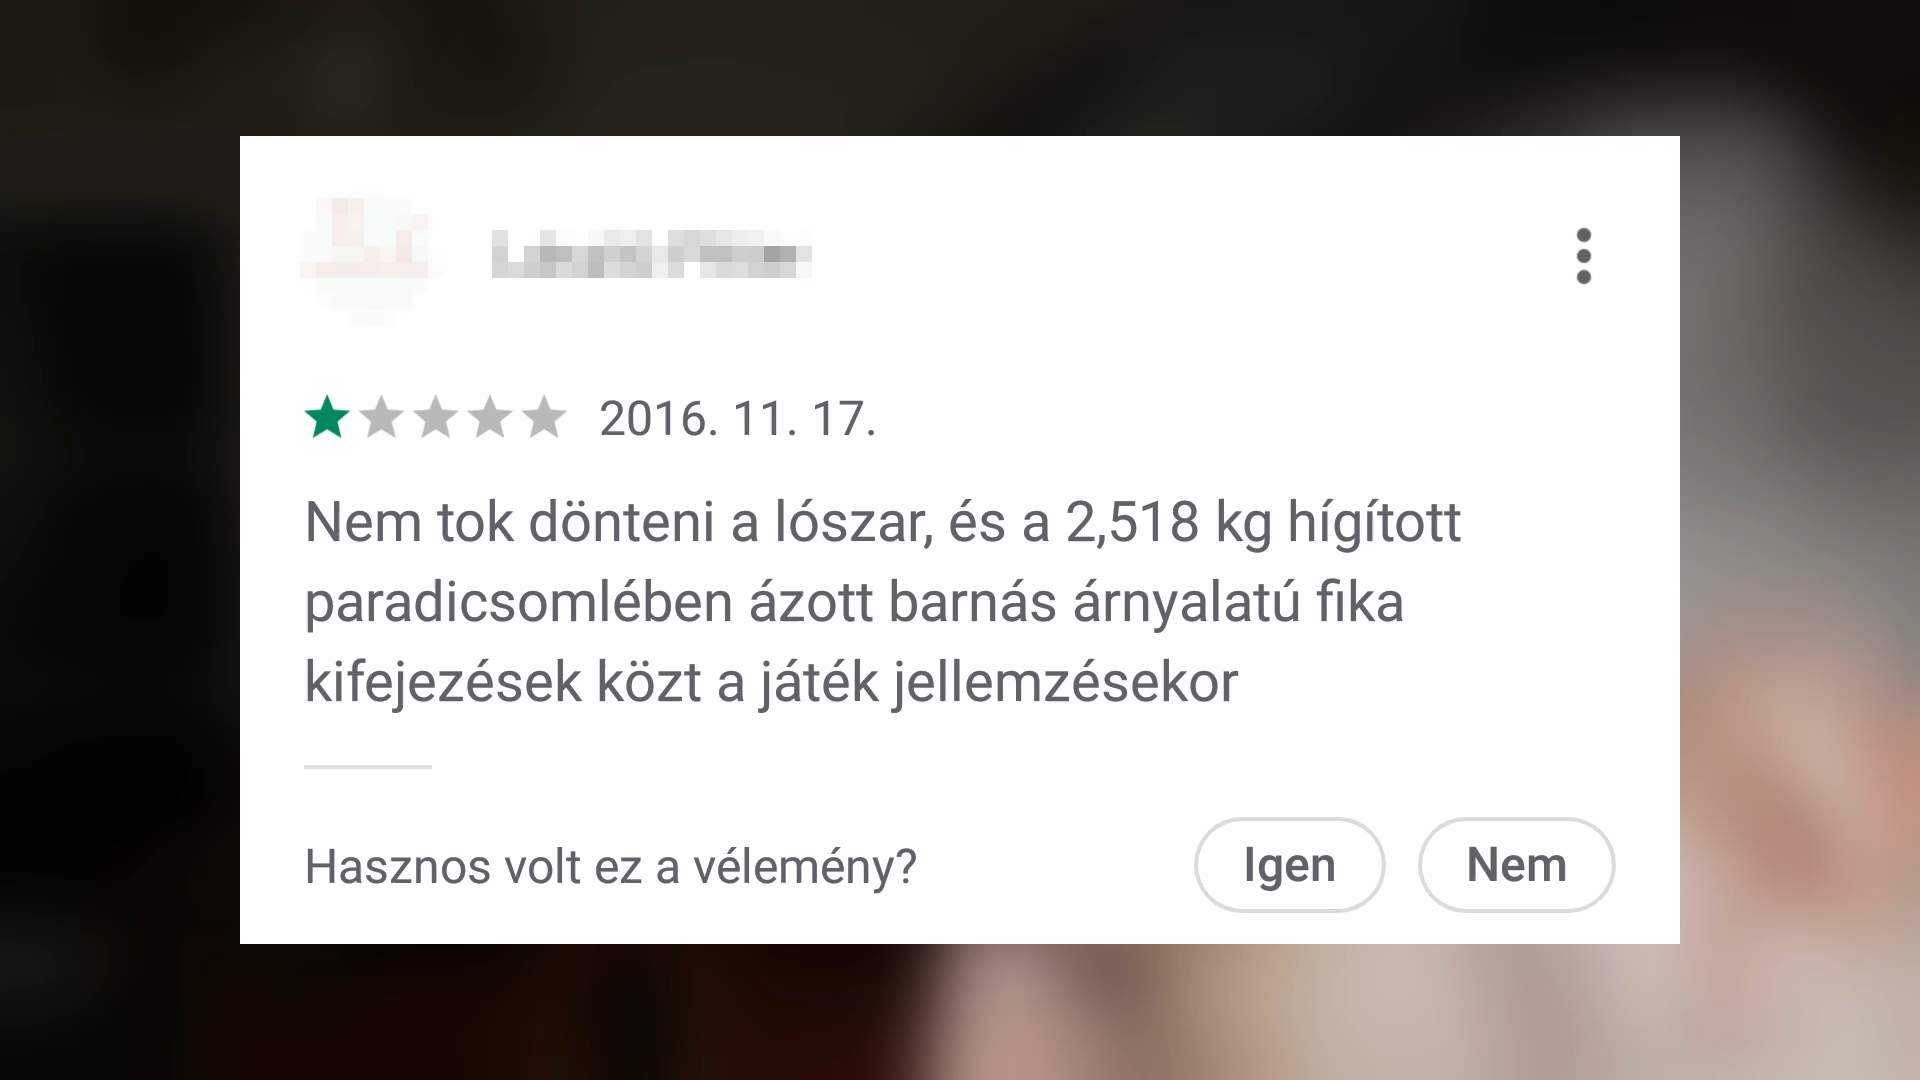 2016. 11. 17.
Nem tok dönteni a lószar, és a 2,518 kg hígított
paradicsomlében ázott barnás árnyalatú fika
kifejezések közt a játék jellemzésekor
Hasznos volt ez a vélemény?
Igen
Nem